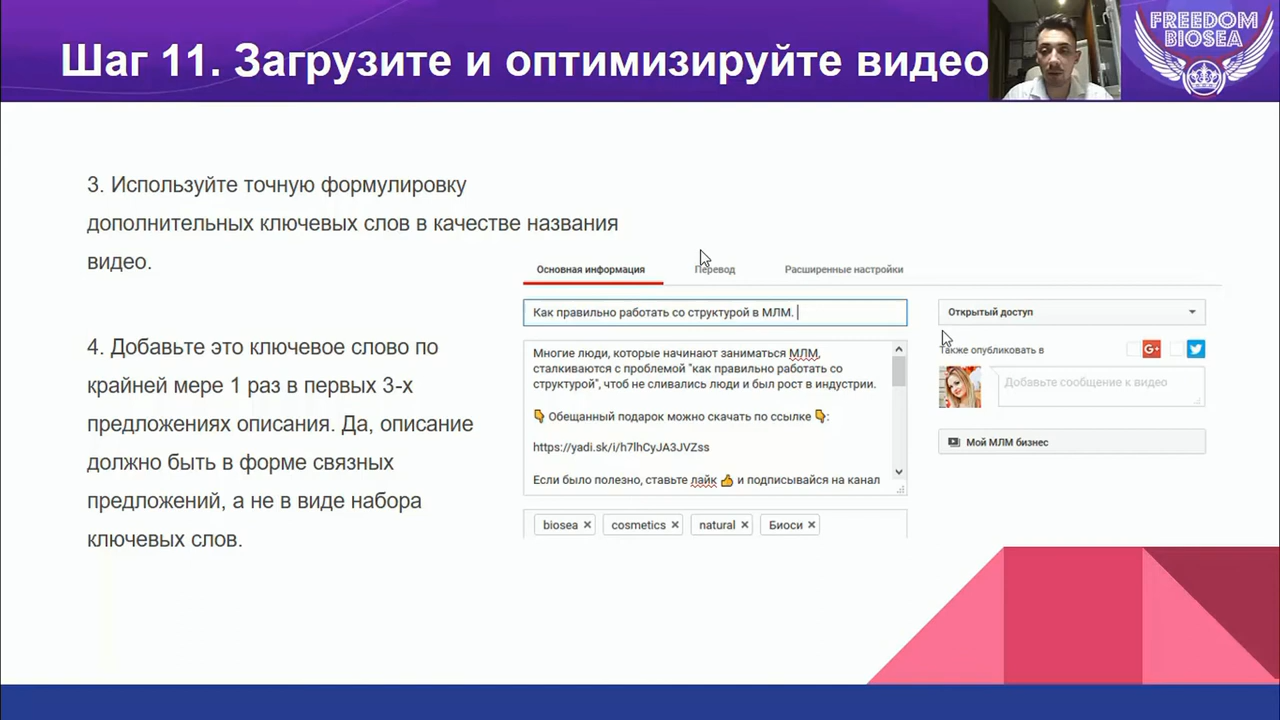 Шаг 11. Загрузите и оптимизируйте видео
FREEDOM
BIOSEA
3. Используйте точную формулировку
дополнительных ключевых слов в качестве названия
видео.
4. Добавьте это ключевое слово по
крайней мере 1 раз в первых 3-х
предложениях описания. Да, описание
должно быть в форме связных
предложений, а не в виде набора
ключевых слов.
Основная информация
Перевод
Расширенные настройки
Как правильно работать со структурой в МЛМ.
Многие люди, которые начинают заниматься МЛМ,
сталкиваются с проблемой "как правильно работать со
структурой", чтоб не сливались люди и был рост в индустрии.
👇 Обещанный подарок можно скачать по ссылке 👇:
https://yadi.sk/i/h7lhCyJA3JVZss
Если было полезно, ставьте лайк 👍 и подписывайся на канал
biosea ×
cosmetics ×
natural ×
Биоси ×
Открытый доступ
Также опубликовать в
G+
Добавьте сообщение к видео
Мой МЛМ бизнес